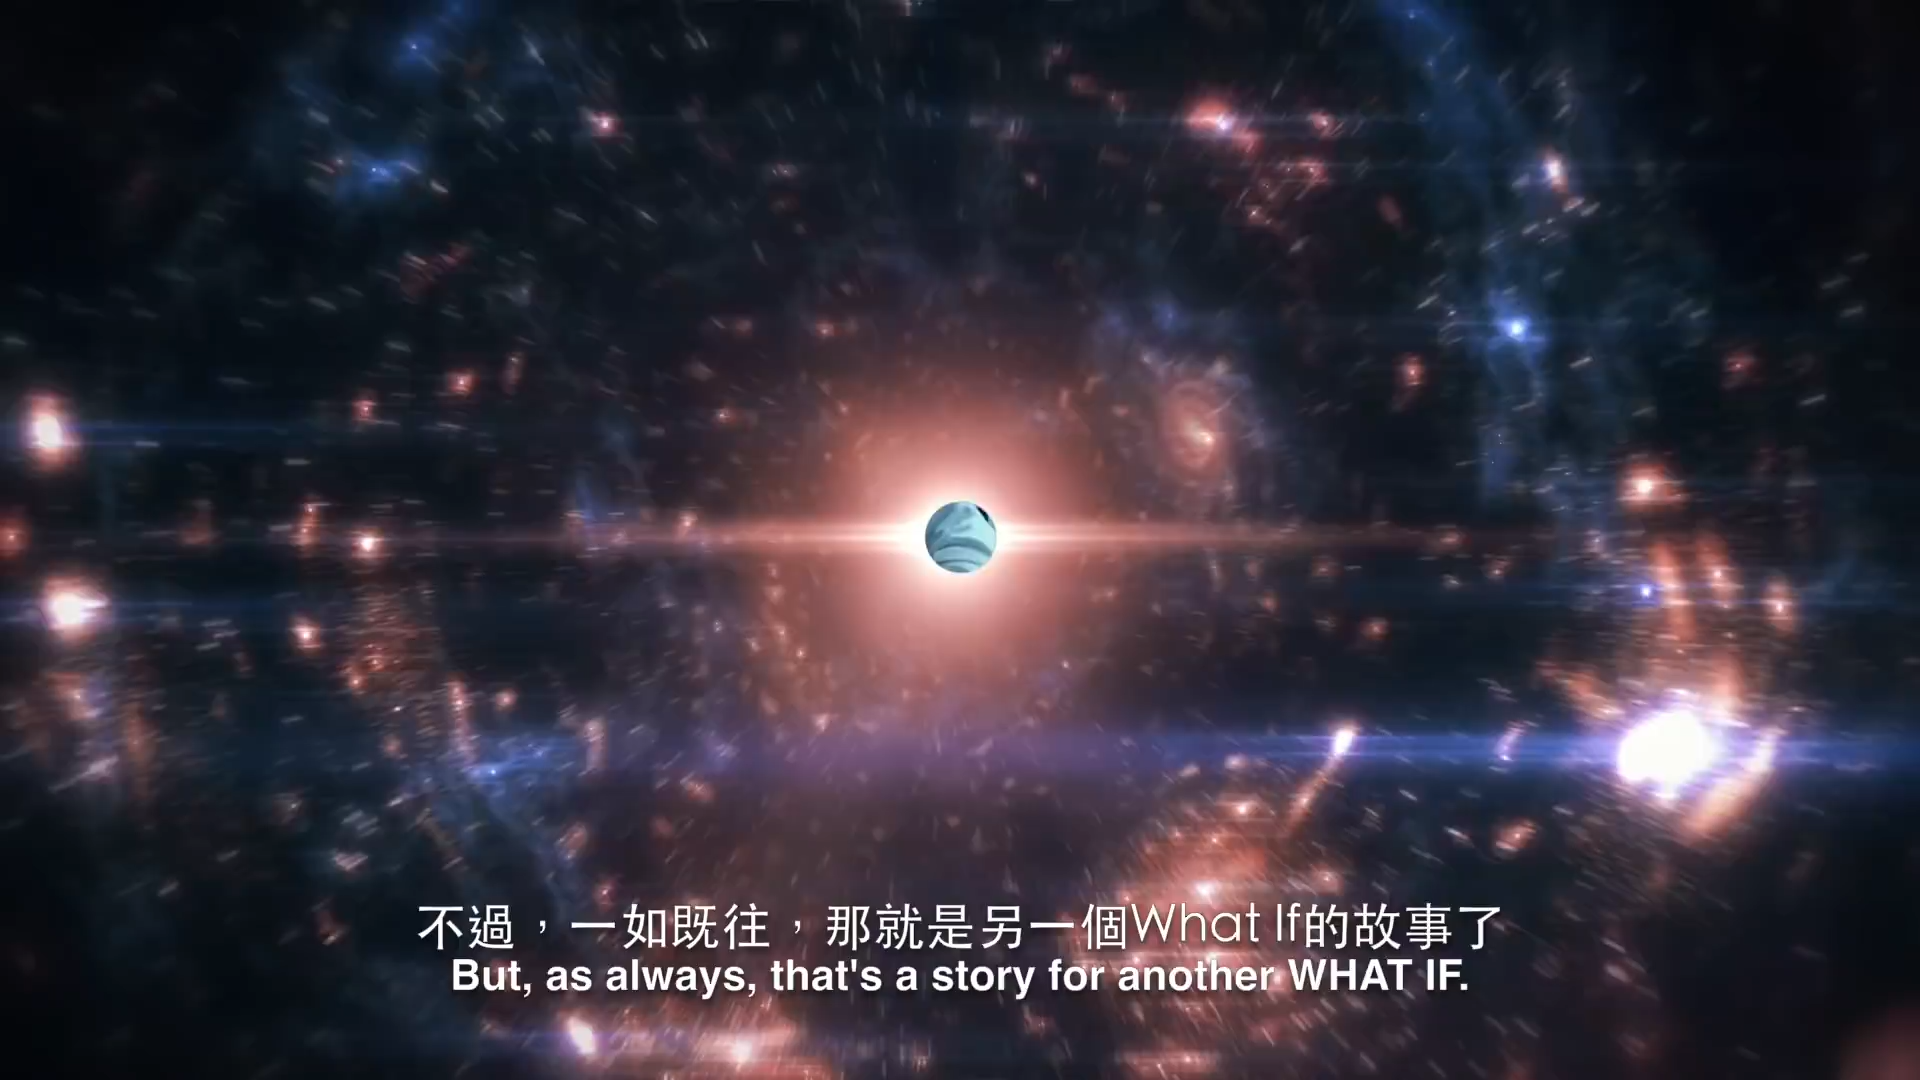 不過，一如既往，那就是另一個What If的故事了
But, as always, that's a story for another WHAT IF.